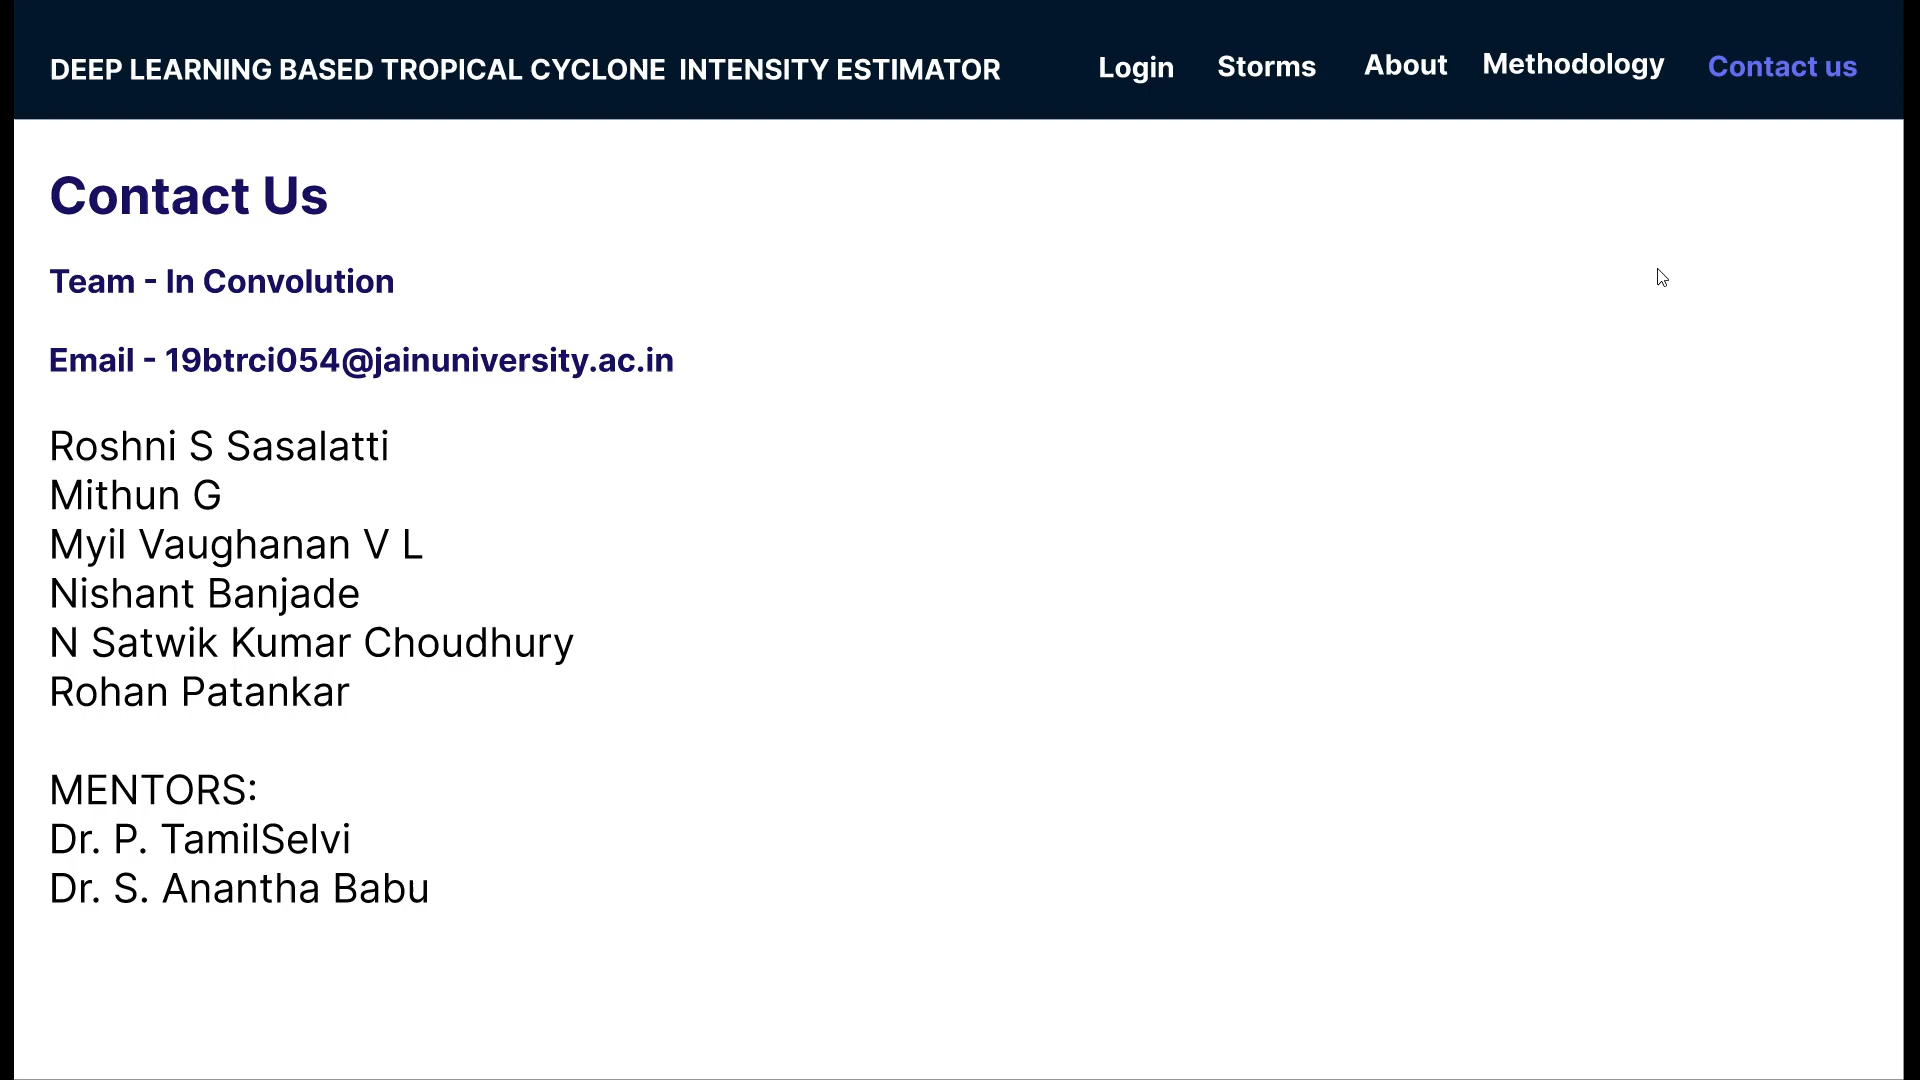 DEEP LEARNING BASED TROPICAL CYCLONE INTENSITY ESTIMATOR Login Storms About Methodology Contact us
Contact Us
Team - In Convolution
Email - 19btrci054@jainuniversity.ac.in
Roshni S Sasalatti
Mithun G
Myil Vaughanan V L
Nishant Banjade
N Satwik Kumar Choudhury
Rohan Patankar
MENTORS:
Dr. P. TamilSelvi
Dr. S. Anantha Babu